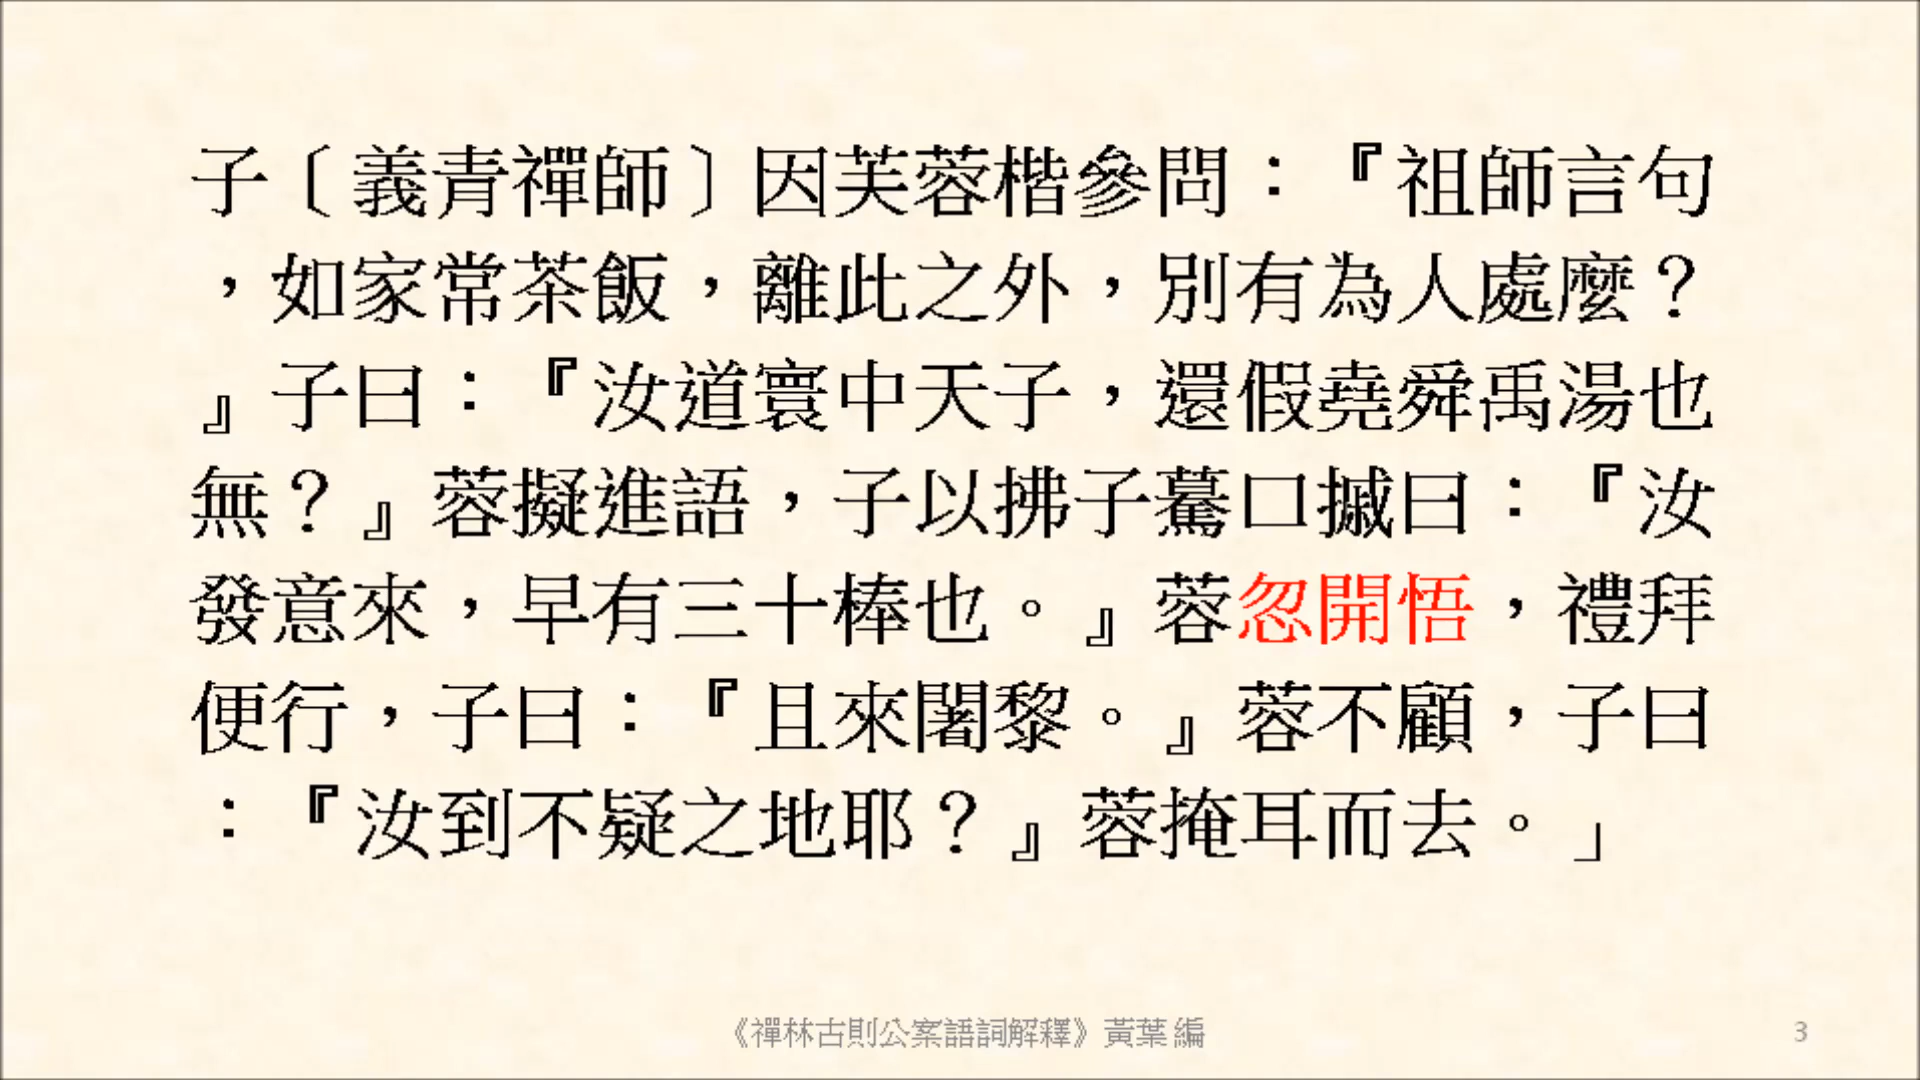 子〔義青禪師〕因芙蓉楷參問：『祖師言句
，如家常茶飯，離此之外，別有為人處麼？
』子曰：『汝道寰中天子，還假堯舜禹湯也
無？』蓉擬進語，子以拂子驀口摵曰：『汝
發意來，早有三十棒也。』蓉忽開悟，禮拜
便行，子曰：『且來闍黎。』蓉不顧，子曰
：『汝到不疑之地耶？』蓉掩耳而去。」
《禪林古則公案語詞解釋》黃葉 編
3